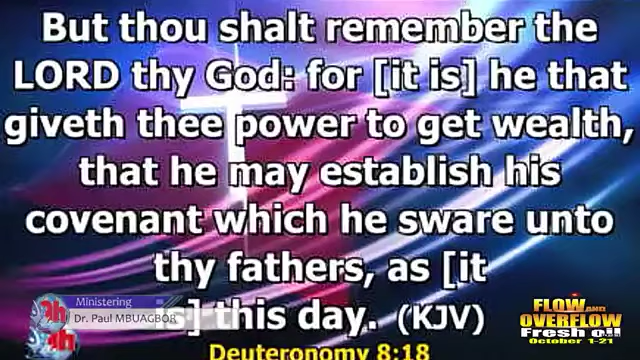 But thou shalt remember the
LORD thy God: for [it is] he that
giveth thee power to get wealth,
that he may establish his
covenant which he sware unto
thy fathers, as [it
is] this day. (KJV)
Deuteronomy 8:18
Ministering
Dr. Paul MBUAGBOR
FLOW AND
OVERFLOW
Fresh oil
October 1-21